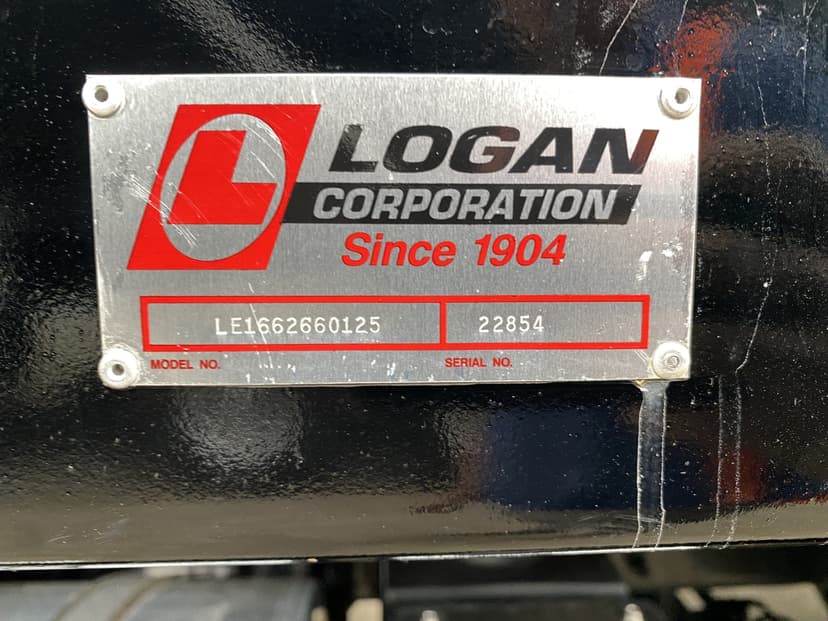 L
LOGAN
CORPORATION
Since 1904
LE1662660125 22854
MODEL NO. SERIAL NO.